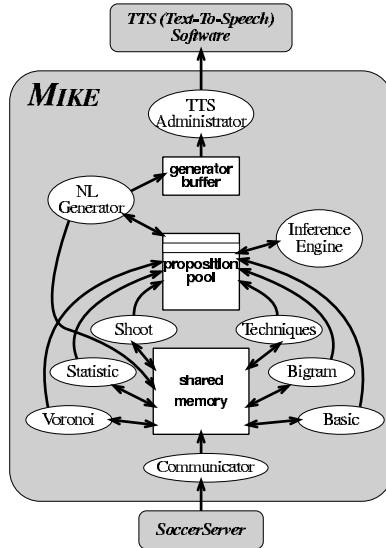 TTS (Text-To-Speech)
Software
MIKE
TTS
Administrator
generator
buffer
NL
Generator
Inference
Engine
proposition
pool
Shoot
Techniques
Statistic
shared
memory
Bigram
Voronoi
Basic
Communicator
SoccerServer